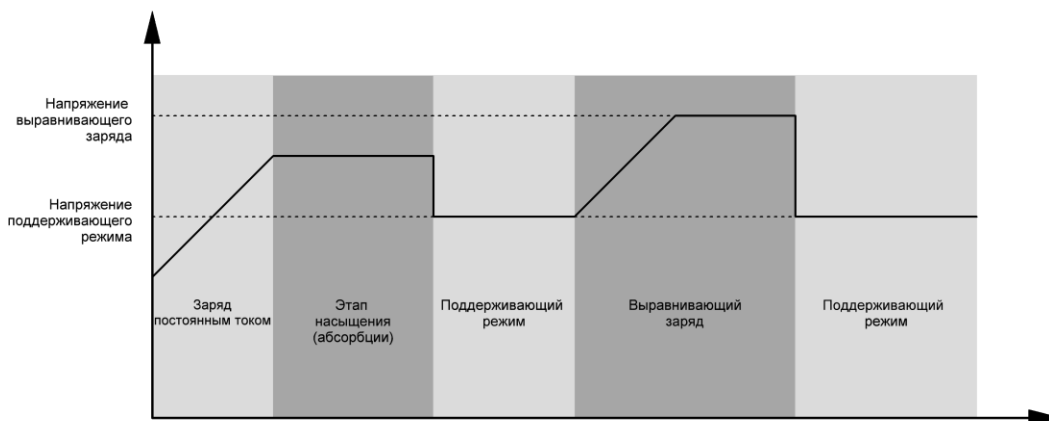 Напряжение
выравнивающего
заряда
Напряжение
поддерживающего
режима
Заряд
постоянным током
Этап
насыщения
(абсорбции)
Поддерживающий
режим
Выравнивающий
заряд
Поддерживающий
режим